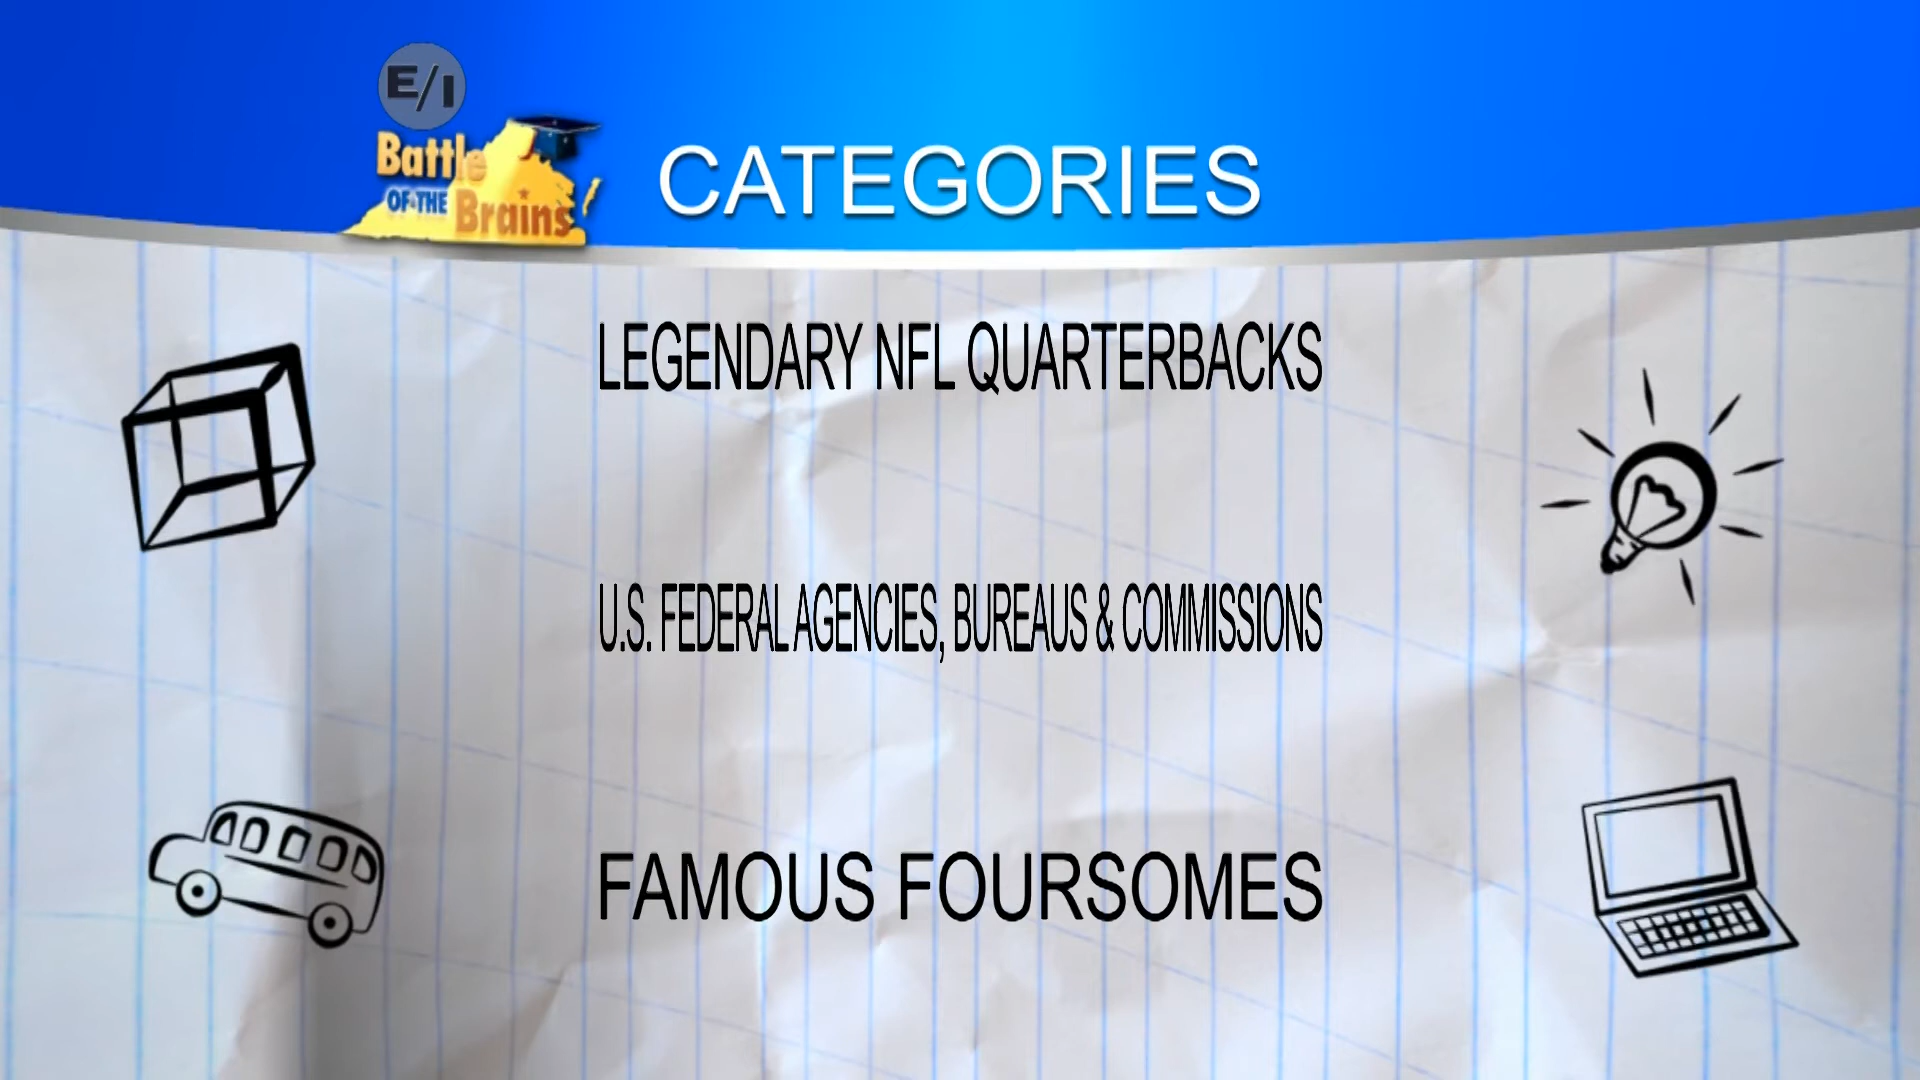 E/I
Battle
OF THE
Brains
CATEGORIES
LEGENDARY NFL QUARTERBACKS
U.S. FEDERAL AGENCIES, BUREAUS & COMMISSIONS
FAMOUS FOURSOMES